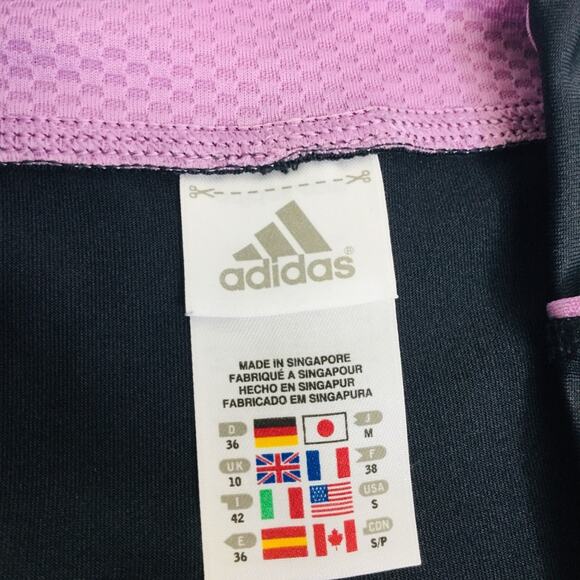 adidas®
MADE IN SINGAPORE
FABRIQUÉ A SINGAPOUR
HECHO EN SINGAPUR
FABRICADO EM SINGAPURA
D J
36 M
UK F
10 38
I USA
42 S
E CDN
36 S/P